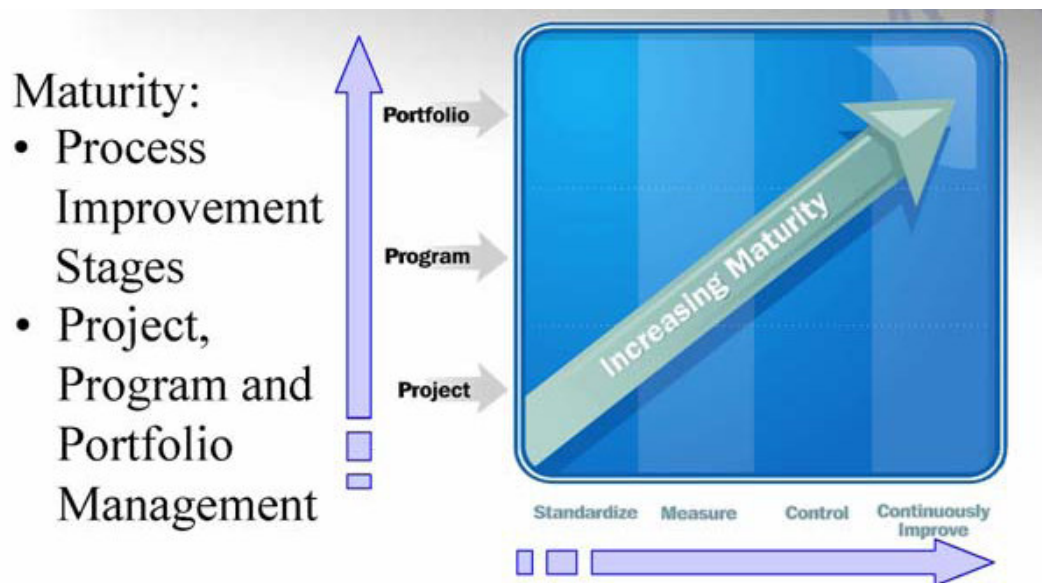 Maturity:
• Process
Improvement
Stages
• Project,
Program and
Portfolio
Management
Portfolio
Program
Project
Increasing Maturity
Standardize Measure Control Continuously
Improve